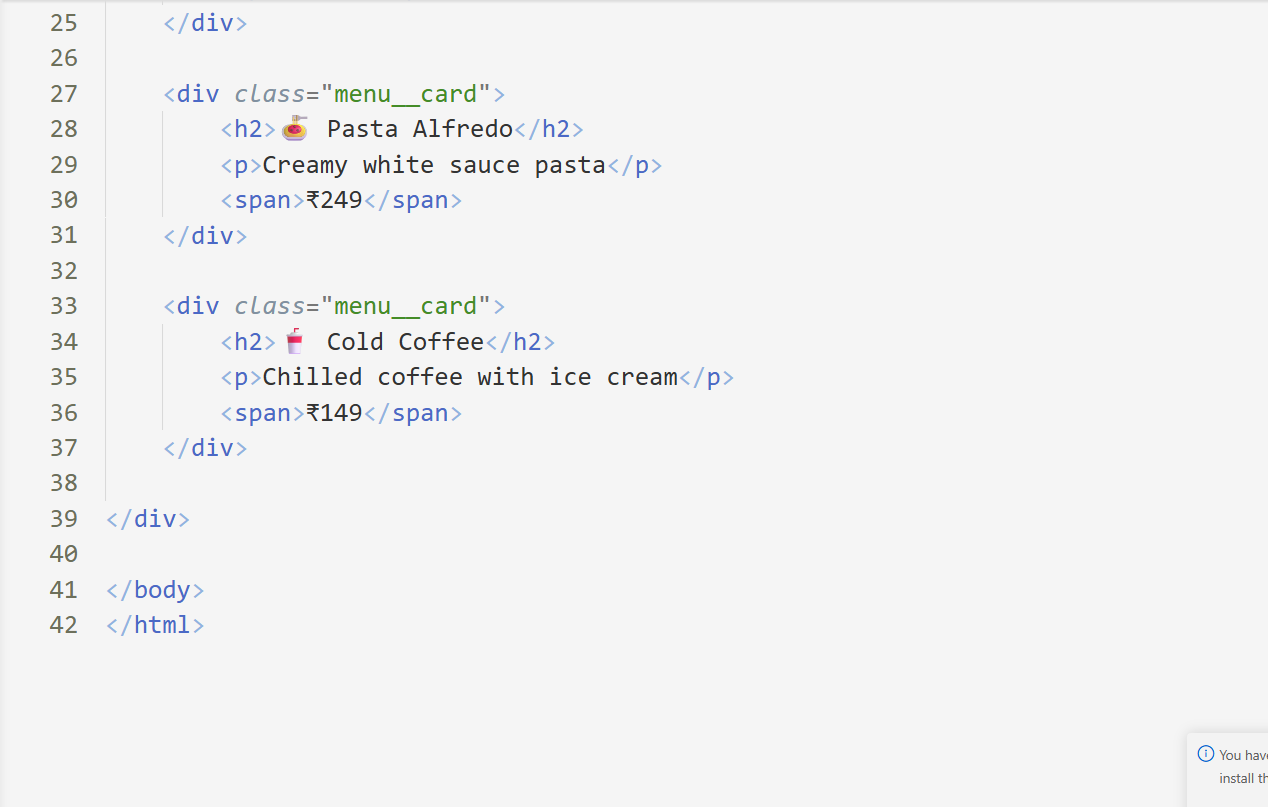 25 </div>
26
27 <div class="menu__card">
28 <h2>🍝 Pasta Alfredo</h2>
29 <p>Creamy white sauce pasta</p>
30 <span>₹249</span>
31 </div>
32
33 <div class="menu__card">
34 <h2>🥤 Cold Coffee</h2>
35 <p>Chilled coffee with ice cream</p>
36 <span>₹149</span>
37 </div>
38
39 </div>
40
41 </body>
42 </html>
You
install